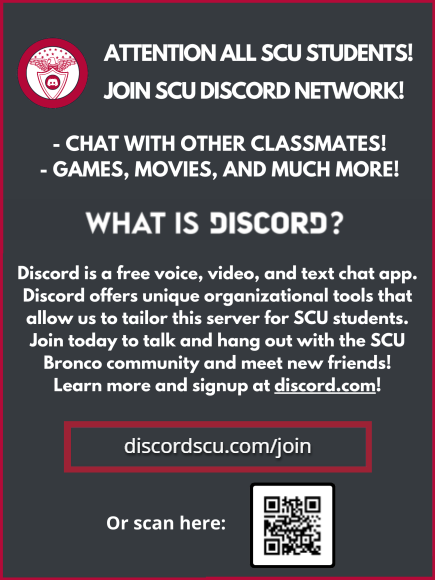 ATTENTION ALL SCU STUDENTS!
JOIN SCU DISCORD NETWORK!
- CHAT WITH OTHER CLASSMATES!
- GAMES, MOVIES, AND MUCH MORE!
WHAT IS DISCORD?
Discord is a free voice, video, and text chat app.
Discord offers unique organizational tools that
allow us to tailor this server for SCU students.
Join today to talk and hang out with the SCU
Bronco community and meet new friends!
Learn more and signup at discord.com!
discordscu.com/join
Or scan here: